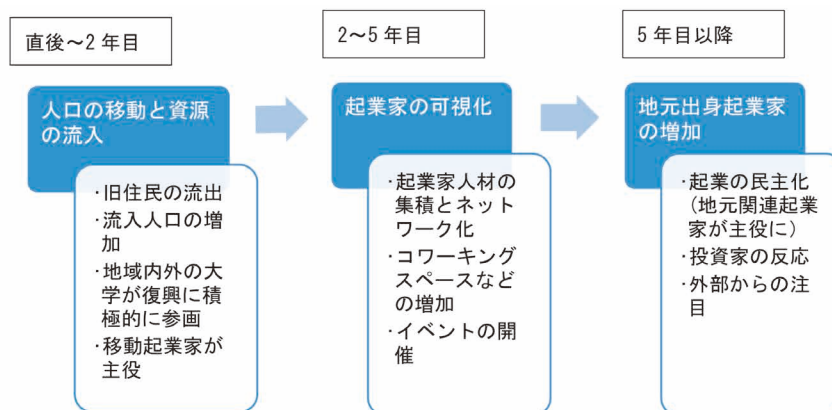 直後～2 年目
人口の移動と資源
の流入
・旧住民の流出
・流入人口の増
加
・地域内外の大
学が復興に積
極的に参画
・移動起業家が
主役
2～5 年目
起業家の可視化
・起業家人材の
集積とネット
ワーク化
・コワーキング
スペースなど
の増加
・イベントの開
催
5 年目以降
地元出身起業家
の増加
・起業の民主化
(地元関連起業
家が主役に)
・投資家の反応
・外部からの注
目